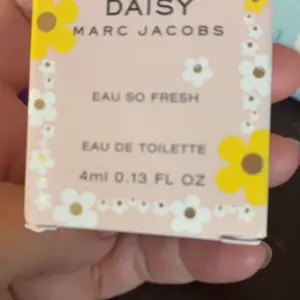 DAISY
MARC JACOBS
EAU SO FRESH
EAU DE TOILETTE
4ml 0.13 FL OZ